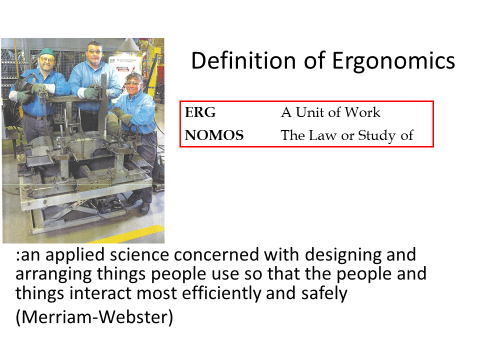 Definition of Ergonomics
ERG A Unit of Work
NOMOS The Law or Study of
:an applied science concerned with designing and
arranging things people use so that the people and
things interact most efficiently and safely
(Merriam-Webster)